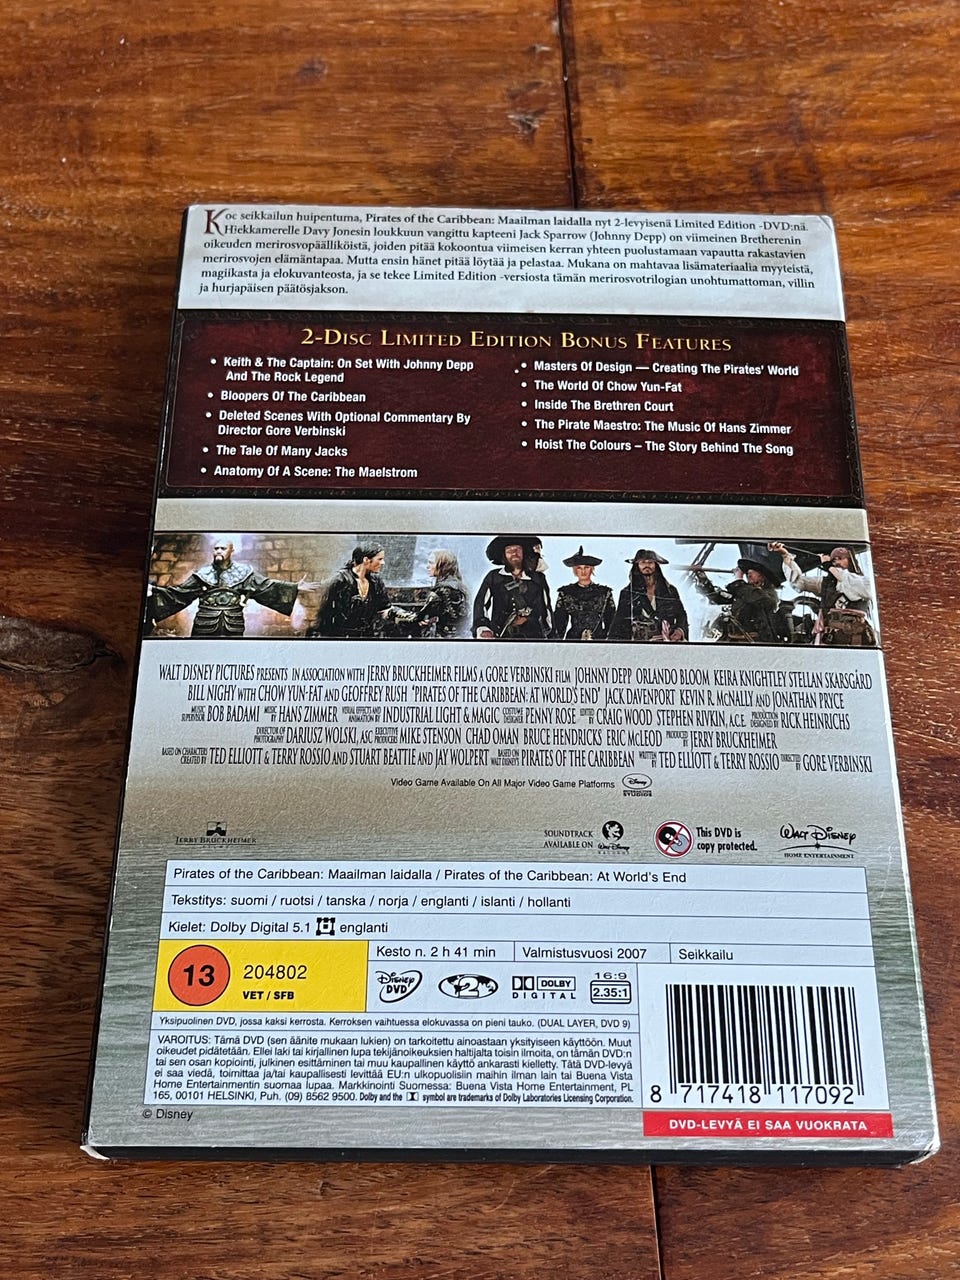 Koe seikkailun huipentuma, Pirates of the Caribbean: Maailman laidalla nyt 2-levyisenä Limited Edition -DVD:nä.
Hiekkamerelle Davy Jonesin loukkuun vangittu kapteeni Jack Sparrow (Johnny Depp) on viimeinen Bretherenin
oikeuden merirosvopäälliköistä, joiden pitää kokoontua viimeisen kerran yhteen puolustamaan vapautta rakastavien
merirosvojen elämäntapaa. Mutta ensin hänet pitää löytää ja pelastaa. Mukana on mahtavaa lisämateriaalia myyteistä,
magiikasta ja elokuvanteosta, ja se tekee Limited Edition -versiosta tämän merirosvotrilogian unohtumattoman, villin
ja hurjapäisen päätösjakson.
2-Disc Limited Edition Bonus Features
• Keith & The Captain: On Set With Johnny Depp
And The Rock Legend
• Bloopers Of The Caribbean
• Deleted Scenes With Optional Commentary By
Director Gore Verbinski
• The Tale Of Many Jacks
• Anatomy Of A Scene: The Maelstrom
• Masters Of Design — Creating The Pirates' World
• The World Of Chow Yun-Fat
• Inside The Brethren Court
• The Pirate Maestro: The Music Of Hans Zimmer
• Hoist The Colours – The Story Behind The Song
WALT DISNEY PICTURES PRESENTS IN ASSOCIATION WITH JERRY BRUCKHEIMER FILMS A GORE VERBINSKI FILM JOHNNY DEPP ORLANDO BLOOM KEIRA KNIGHTLEY STELLAN SKARSGÅRD
BILL NIGHY WITH CHOW YUN-FAT AND GEOFFREY RUSH "PIRATES OF THE CARIBBEAN: AT WORLD'S END" JACK DAVENPORT KEVIN R. McNALLY AND JONATHAN PRYCE
MUSIC SUPERVISOR BOB BADAMI MUSIC BY HANS ZIMMER VISUAL EFFECTS AND ANIMATION BY INDUSTRIAL LIGHT & MAGIC COSTUME DESIGNER PENNY ROSE EDITED BY CRAIG WOOD STEPHEN RIVKIN, A.C.E. PRODUCTION DESIGNED BY RICK HEINRICHS
DIRECTOR OF PHOTOGRAPHY DARIUSZ WOLSKI, ASC EXECUTIVE PRODUCERS MIKE STENSON CHAD OMAN BRUCE HENDRICKS ERIC McLEOD PRODUCED BY JERRY BRUCKHEIMER
BASED ON CHARACTERS CREATED BY TED ELLIOTT & TERRY ROSSIO AND STUART BEATTIE AND JAY WOLPERT BASED ON WALT DISNEY'S PIRATES OF THE CARIBBEAN WRITTEN BY TED ELLIOTT & TERRY ROSSIO DIRECTED BY GORE VERBINSKI
Video Game Available On All Major Video Game Platforms
JERRY BRUCKHEIMER
SOUNDTRACK
AVAILABLE ON
Walt Disney
RECORDS
This DVD is
copy protected.
WALT DISNEY
HOME ENTERTAINMENT
Pirates of the Caribbean: Maailman laidalla / Pirates of the Caribbean: At World's End
Tekstitys: suomi / ruotsi / tanska / norja / englanti / islanti / hollanti
Kielet: Dolby Digital 5.1 englanti
13
204802
VET / SFB
Kesto n. 2 h 41 min
Valmistusvuosi 2007
Seikkailu
Disney
DVD
2
DOLBY
DIGITAL
16:9
2.35:1
Yksipuolinen DVD, jossa kaksi kerrosta. Kerroksen vaihtuessa elokuvassa on pieni tauko. (DUAL LAYER, DVD 9)
VAROITUS: Tämä DVD (sen äänite mukaan lukien) on tarkoitettu ainoastaan yksityiseen käyttöön. Muut
oikeudet pidätetään. Ellei laki tai kirjallinen lupa tekijänoikeuksien haltijalta toisin ilmoita, on tämän DVD:n
tai sen osan kopiointi, julkinen esittäminen tai muu kaupallinen käyttö ankarasti kielletty. Tätä DVD-levyä
ei saa viedä, toimittaa ja/tai kaupallisesti levittää EU:n ulkopuolisiin maihin ilman lain tai Buena Vista
Home Entertainmentin suomaa lupaa. Markkinointi Suomessa: Buena Vista Home Entertainment, PL
165, 00101 HELSINKI, Puh. (09) 8562 9500. Dolby and the symbol are trademarks of Dolby Laboratories Licensing Corporation.
8 717418 117092
© Disney
DVD-LEVYÄ EI SAA VUOKRATA